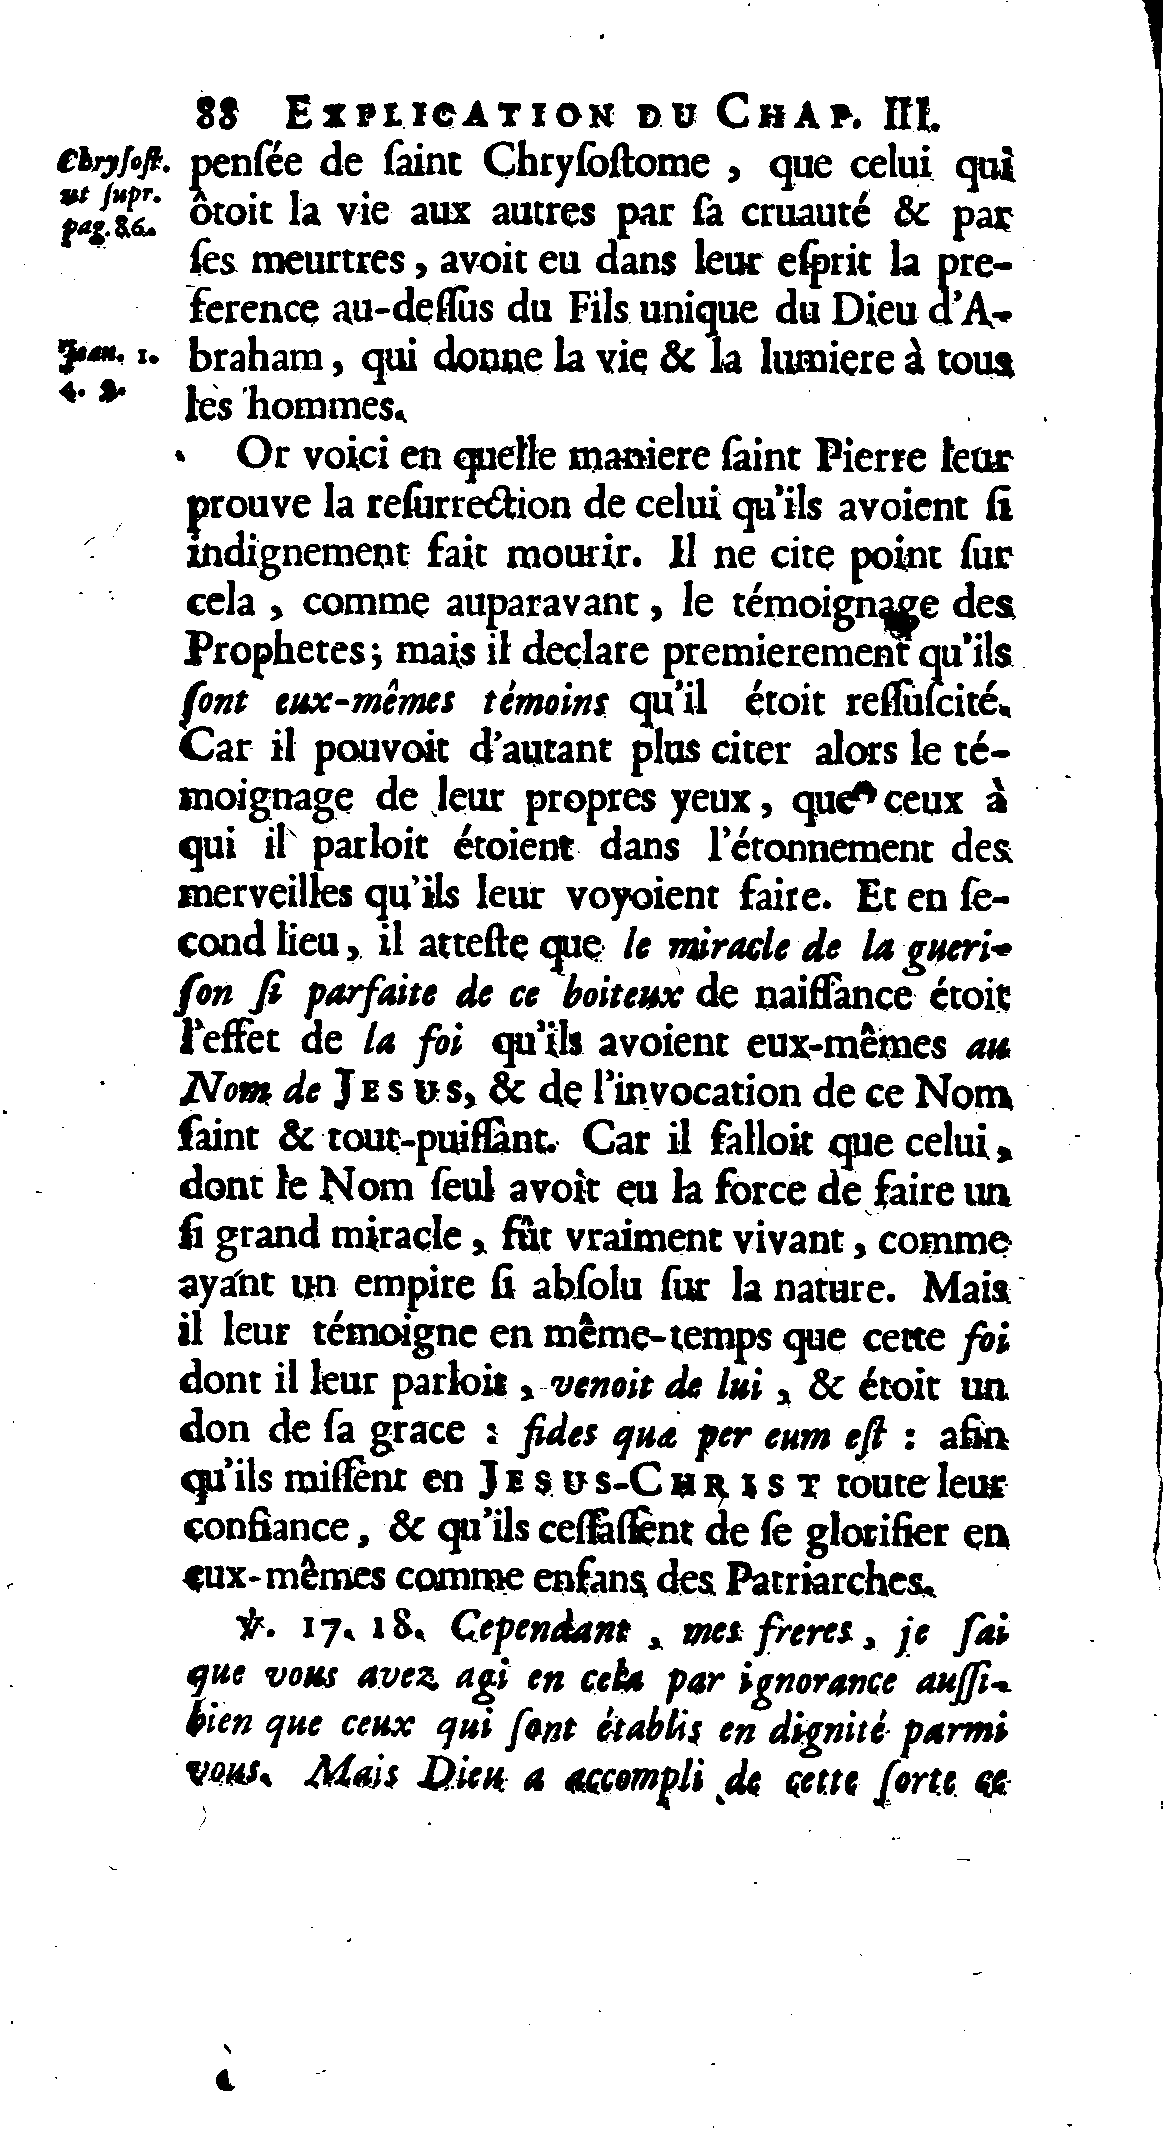 88 EXPLICATION DU CHAP. III.
Chryſoſt.
ut ſupr.
pag. 86.
penſée de ſaint Chryſoſtome , que celui qui
ôtoit la vie aux autres par ſa cruauté & par
ſes meurtres , avoit eu dans leur eſprit la pre-
ference au-deſſus du Fils unique du Dieu d'A-
Joan. 1.
4. 9.
braham , qui donne la vie & la lumiere à tous
les hommes.
Or voici en quelle maniere ſaint Pierre leur
prouve la reſurrection de celui qu'ils avoient ſi
indignement fait mourir. Il ne cite point ſur
cela , comme auparavant , le témoignage des
Prophetes ; mais il declare premierement qu'ils
ſont eux-mêmes témoins qu'il étoit reſſuſcité.
Car il pouvoit d'autant plus citer alors le té-
moignage de leur propres yeux , que ceux à
qui il parloit étoient dans l'étonnement des
merveilles qu'ils leur voyoient faire. Et en ſe-
cond lieu , il atteſte que le miracle de la gueri-
ſon ſi parfaite de ce boiteux de naiſſance étoit
l'effet de la foi qu'ils avoient eux-mêmes au
Nom de JESUS, & de l'invocation de ce Nom
ſaint & tout-puiſſant. Car il falloit que celui ,
dont le Nom ſeul avoit eu la force de faire un
ſi grand miracle , fût vraiment vivant , comme
ayant un empire ſi abſolu ſur la nature. Mais
il leur témoigne en même-temps que cette foi
dont il leur parloit , venoit de lui , & étoit un
don de ſa grace : fides quæ per eum eſt : afin
qu'ils miſſent en JESUS-CHRIST toute leur
confiance , & qu'ils ceſſaſſent de ſe glorifier en
eux-mêmes comme enfans des Patriarches.
℣. 17. 18. Cependant , mes freres , je ſai
que vous avez agi en cela par ignorance auſſi-
bien que ceux qui ſont établis en dignité parmi
vous. Mais Dieu a accompli de cette ſorte ce